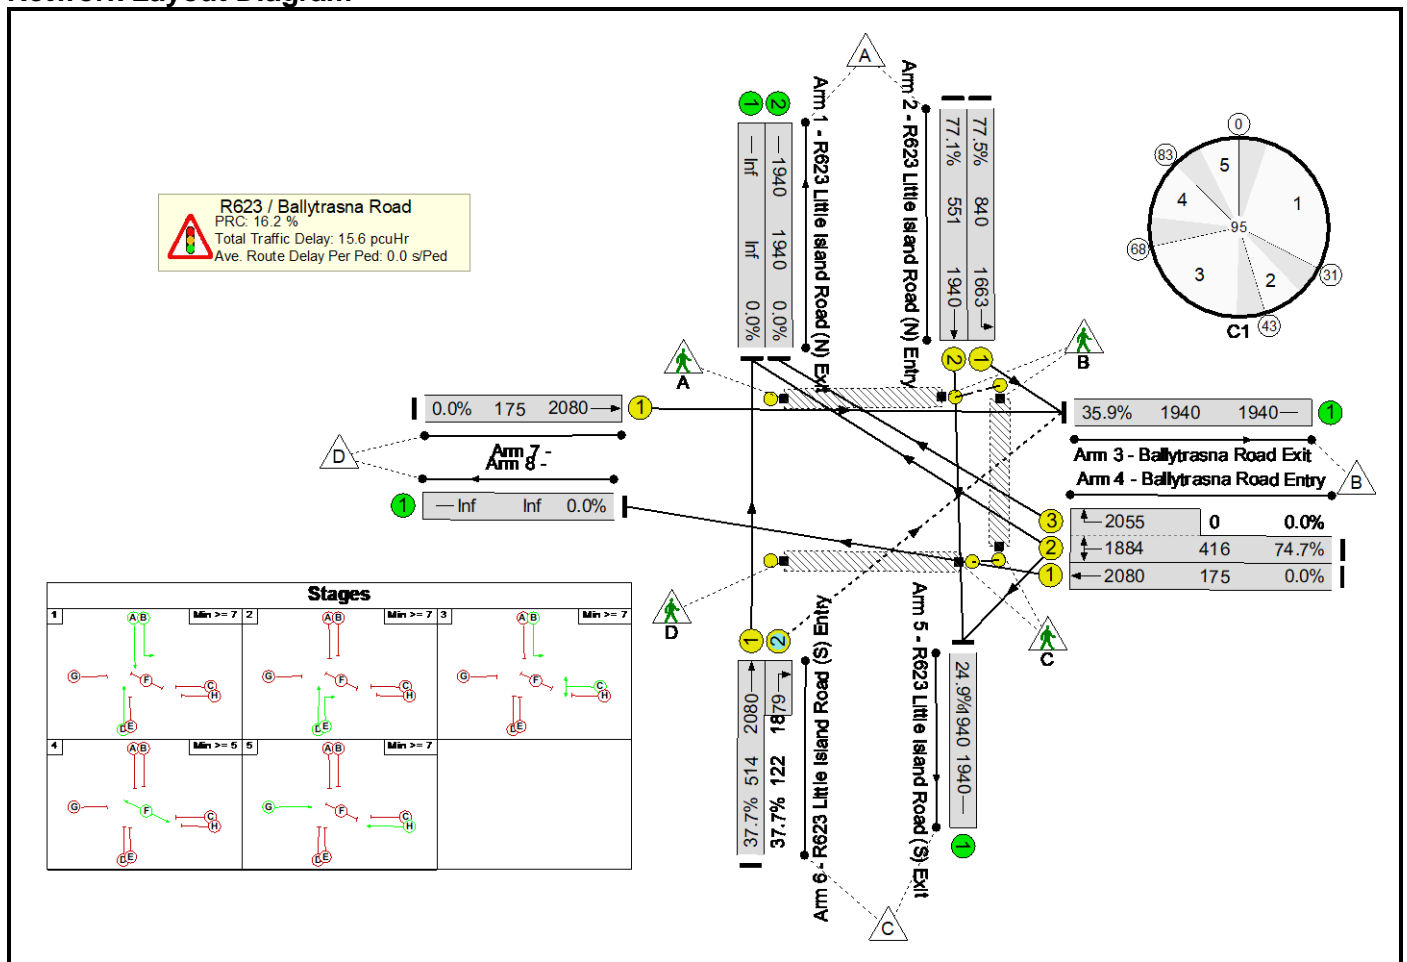 Network Layout Diagram
R623 / Ballytrasna Road
PRC: 16.2 %
Total Traffic Delay: 15.6 pcuHr
Ave. Route Delay Per Ped: 0.0 s/Ped
A
1
2
Inf Inf 0.0%
1940 1940 0.0%
Arm 1 - R623 Little Island Road (N) Exit
Arm 2 - R623 Little Island Road (N) Entry
77.1% 551 1940
77.5% 840 1663
2
1
0
83
5
4
1
95
68
3
2
31
43
C1
A
B
0.0% 175 2080
1
Arm 7 -
Arm 8 -
D
1
Inf Inf 0.0%
35.9% 1940 1940
1
Arm 3 - Ballytrasna Road Exit
Arm 4 - Ballytrasna Road Entry
B
3
2055 0 0.0%
2
1884 416 74.7%
1
2080 175 0.0%
D
C
1
2
37.7% 514 2080
37.7% 122 1879
Arm 6 - R623 Little Island Road (S) Entry
Arm 5 - R623 Little Island Road (S) Exit
24.9% 1940 1940
1
C
Stages
1 A B Min >= 7
G F C H D E
2 A B Min >= 7
G F C H D E
3 A B Min >= 7
G F C H D E
4 A B Min >= 5
G F C H D E
5 A B Min >= 7
G F C H D E